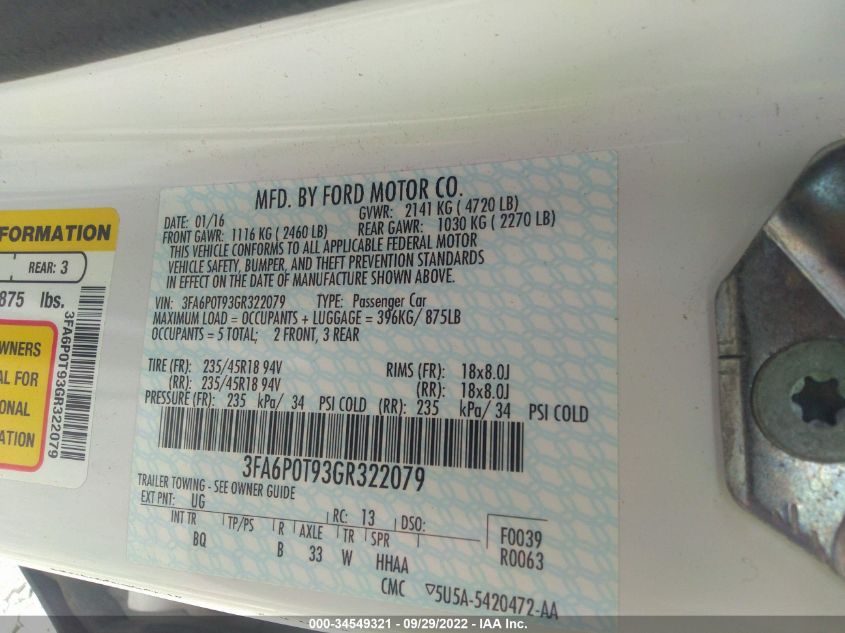 MFD. BY FORD MOTOR CO.
DATE: 01/16 GVWR: 2141 KG ( 4720 LB)
FRONT GAWR: 1116 KG ( 2460 LB) REAR GAWR: 1030 KG ( 2270 LB)
THIS VEHICLE CONFORMS TO ALL APPLICABLE FEDERAL MOTOR
VEHICLE SAFETY, BUMPER, AND THEFT PREVENTION STANDARDS
IN EFFECT ON THE DATE OF MANUFACTURE SHOWN ABOVE.
VIN: 3FA6P0T93GR322079 TYPE: Passenger Car
MAXIMUM LOAD = OCCUPANTS + LUGGAGE = 396KG/ 875LB
OCCUPANTS = 5 TOTAL; 2 FRONT, 3 REAR
TIRE (FR): 235/45R18 94V RIMS (FR): 18x8.0J
(RR): 235/45R18 94V (RR): 18x8.0J
PRESSURE (FR): 235 kPa/ 34 PSI COLD (RR): 235 kPa/ 34 PSI COLD
3FA6P0T93GR322079
TRAILER TOWING - SEE OWNER GUIDE
EXT PNT: UG RC: 13 DSO:
INT TR TP/PS R AXLE TR SPR F0039
BQ B 33 W HHAA R0063
CMC ▽5U5A-5420472-AA
FORMATION
REAR: 3
875 lbs.
3FA6P0T93GR322079
WNERS
AL FOR
ONAL
ATION
000-34549321 / 09/29/2022 - IAA Inc.